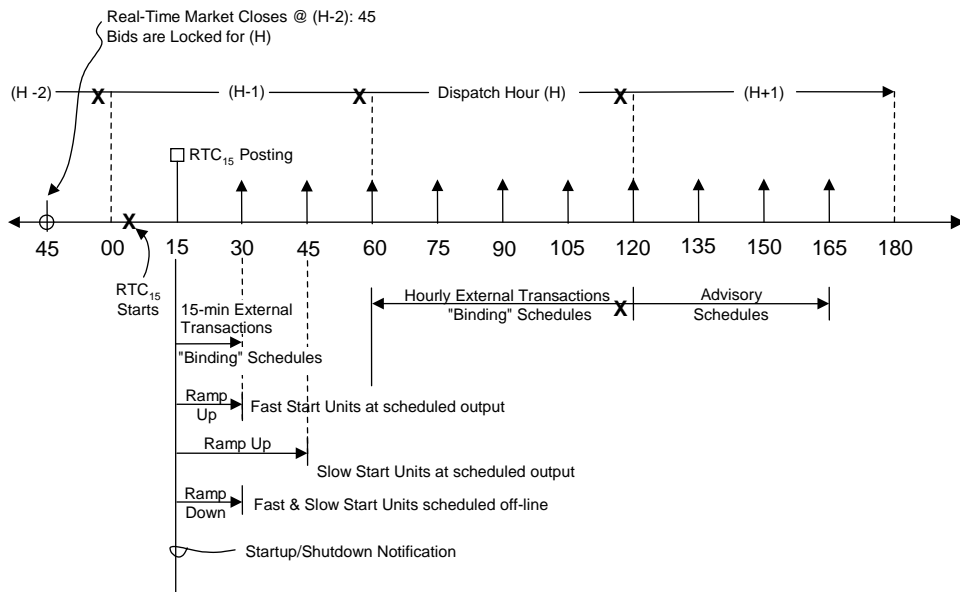 Real-Time Market Closes @ (H-2): 45
Bids are Locked for (H)
(H -2) X (H-1) X Dispatch Hour (H) X (H+1)
RTC15 Posting
X
45 00 15 30 45 60 75 90 105 120 135 150 165 180
RTC15
Starts
15-min External
Transactions
"Binding" Schedules
Hourly External Transactions
"Binding" Schedules X
Advisory
Schedules
Ramp
Up
Fast Start Units at scheduled output
Ramp Up
Slow Start Units at scheduled output
Ramp
Down
Fast & Slow Start Units scheduled off-line
Startup/Shutdown Notification